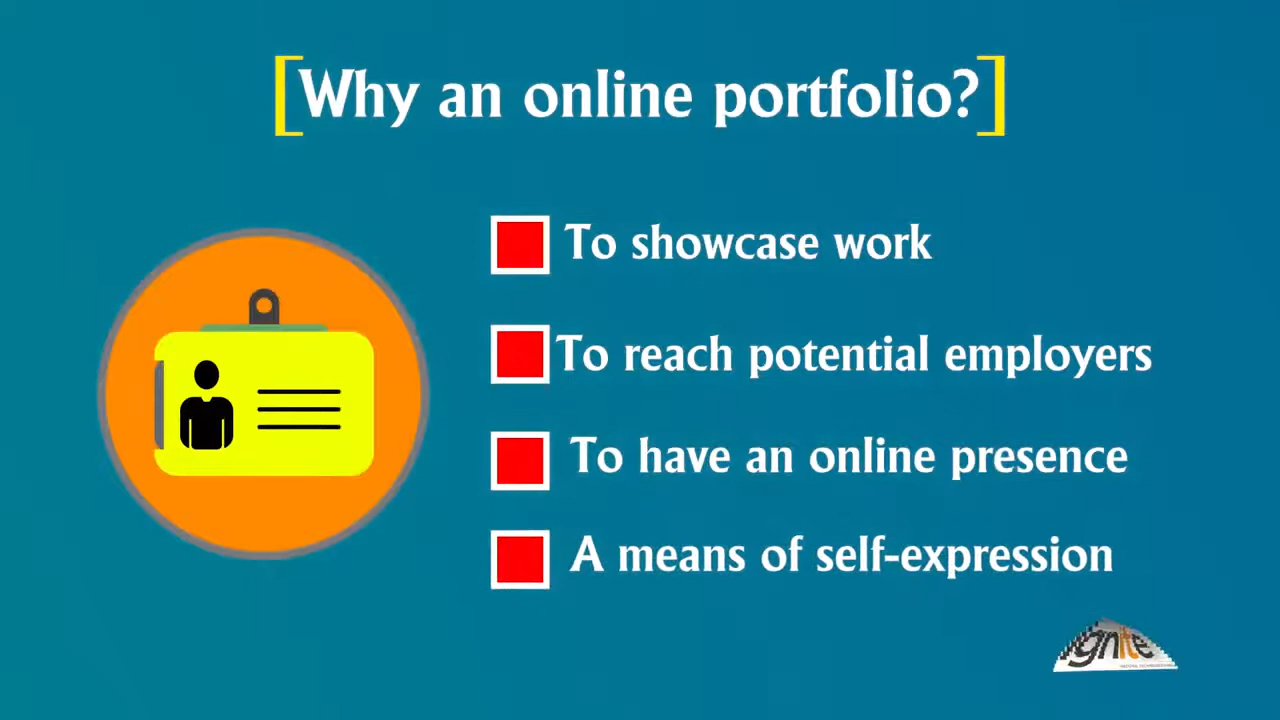 [Why an online portfolio?]
To showcase work
To reach potential employers
To have an online presence
A means of self-expression
ignite